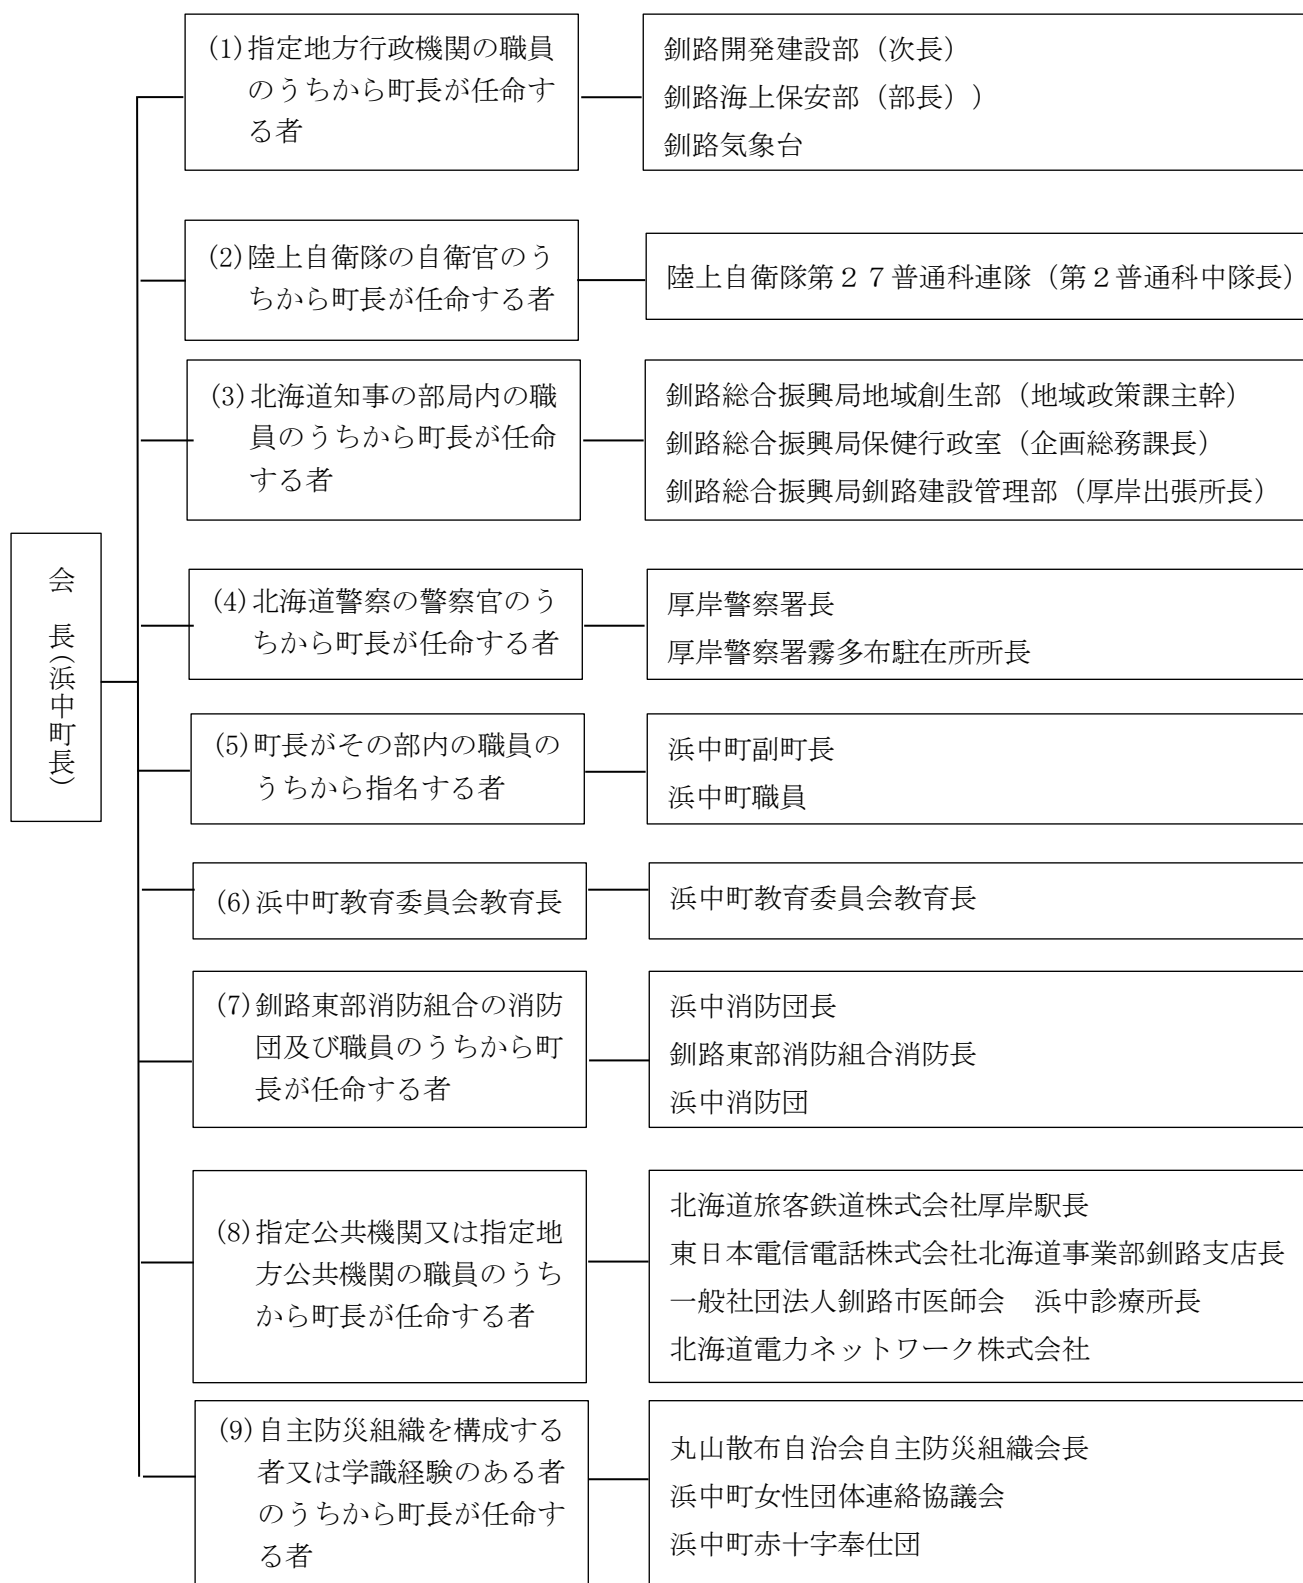 会　長(浜中町長)
(1)指定地方行政機関の職員
のうちから町長が任命す
る者
釧路開発建設部（次長）
釧路海上保安部（部長））
釧路気象台
(2)陸上自衛隊の自衛官のう
ちから町長が任命する者
陸上自衛隊第２７普通科連隊（第２普通科中隊長）
(3)北海道知事の部局内の職
員のうちから町長が任命
する者
釧路総合振興局地域創生部（地域政策課主幹）
釧路総合振興局保健行政室（企画総務課長）
釧路総合振興局釧路建設管理部（厚岸出張所長）
(4)北海道警察の警察官のう
ちから町長が任命する者
厚岸警察署長
厚岸警察署霧多布駐在所所長
(5)町長がその部内の職員の
うちから指名する者
浜中町副町長
浜中町職員
(6)浜中町教育委員会教育長
浜中町教育委員会教育長
(7)釧路東部消防組合の消防
団及び職員のうちから町
長が任命する者
浜中消防団長
釧路東部消防組合消防長
浜中消防団
(8)指定公共機関又は指定地
方公共機関の職員のうち
から町長が任命する者
北海道旅客鉄道株式会社厚岸駅長
東日本電信電話株式会社北海道事業部釧路支店長
一般社団法人釧路市医師会　浜中診療所長
北海道電力ネットワーク株式会社
(9)自主防災組織を構成する
者又は学識経験のある者
のうちから町長が任命す
る者
丸山散布自治会自主防災組織会長
浜中町女性団体連絡協議会
浜中町赤十字奉仕団